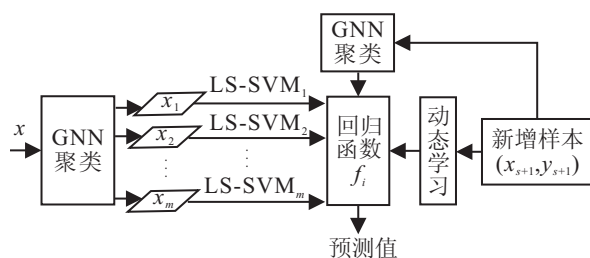 x
GNN
聚类
x₁
x₂
⋮
xₘ
LS-SVM₁
LS-SVM₂
⋮
LS-SVMₘ
GNN
聚类
回归
函数
fᵢ
预测值
动
态
学
习
新增样本
(xₛ₊₁,yₛ₊₁)